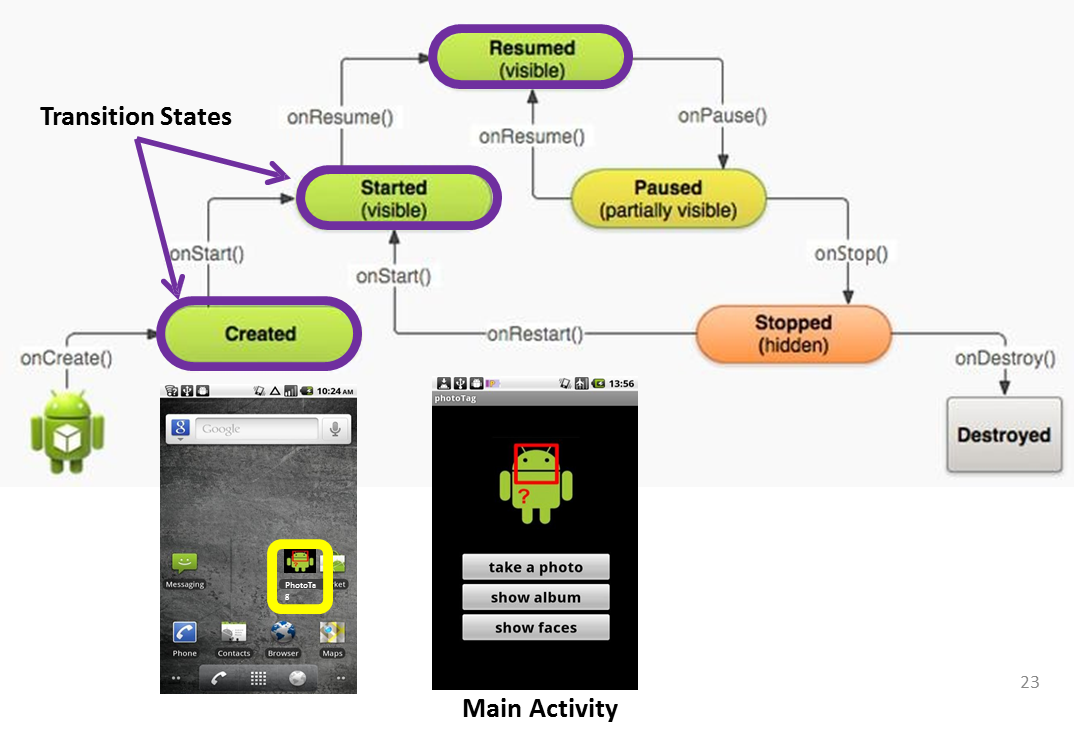 Resumed
(visible)
Transition States
onResume()
onResume()
onPause()
Started
(visible)
Paused
(partially visible)
onStart()
onStart()
onStop()
Created
onRestart()
Stopped
(hidden)
onCreate()
onDestroy()
Destroyed
10:24 AM
Google
Messaging
PhotoTa
g
rket
Phone
Contacts
Browser
Maps
13:56
photoTag
?
take a photo
show album
show faces
Main Activity
23